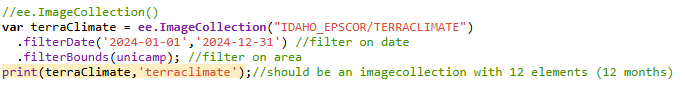 //ee.ImageCollection()
var terraClimate = ee.ImageCollection("IDAHO_EPSCOR/TERRACLIMATE")
.filterDate('2024-01-01','2024-12-31') //filter on date
.filterBounds(unicamp); //filter on area
print(terraClimate,'terraclimate');//should be an imagecollection with 12 elements (12 months)